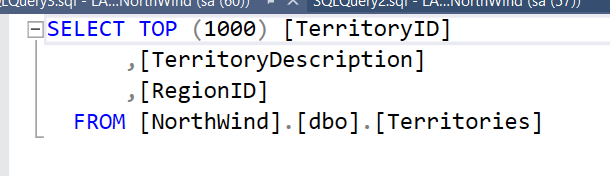 LQuery3.sql - LA...NorthWind (sa (60)) SQLQuery2.sql - LA...NorthWind (sa (57))
SELECT TOP (1000) [TerritoryID]
,[TerritoryDescription]
,[RegionID]
FROM [NorthWind].[dbo].[Territories]